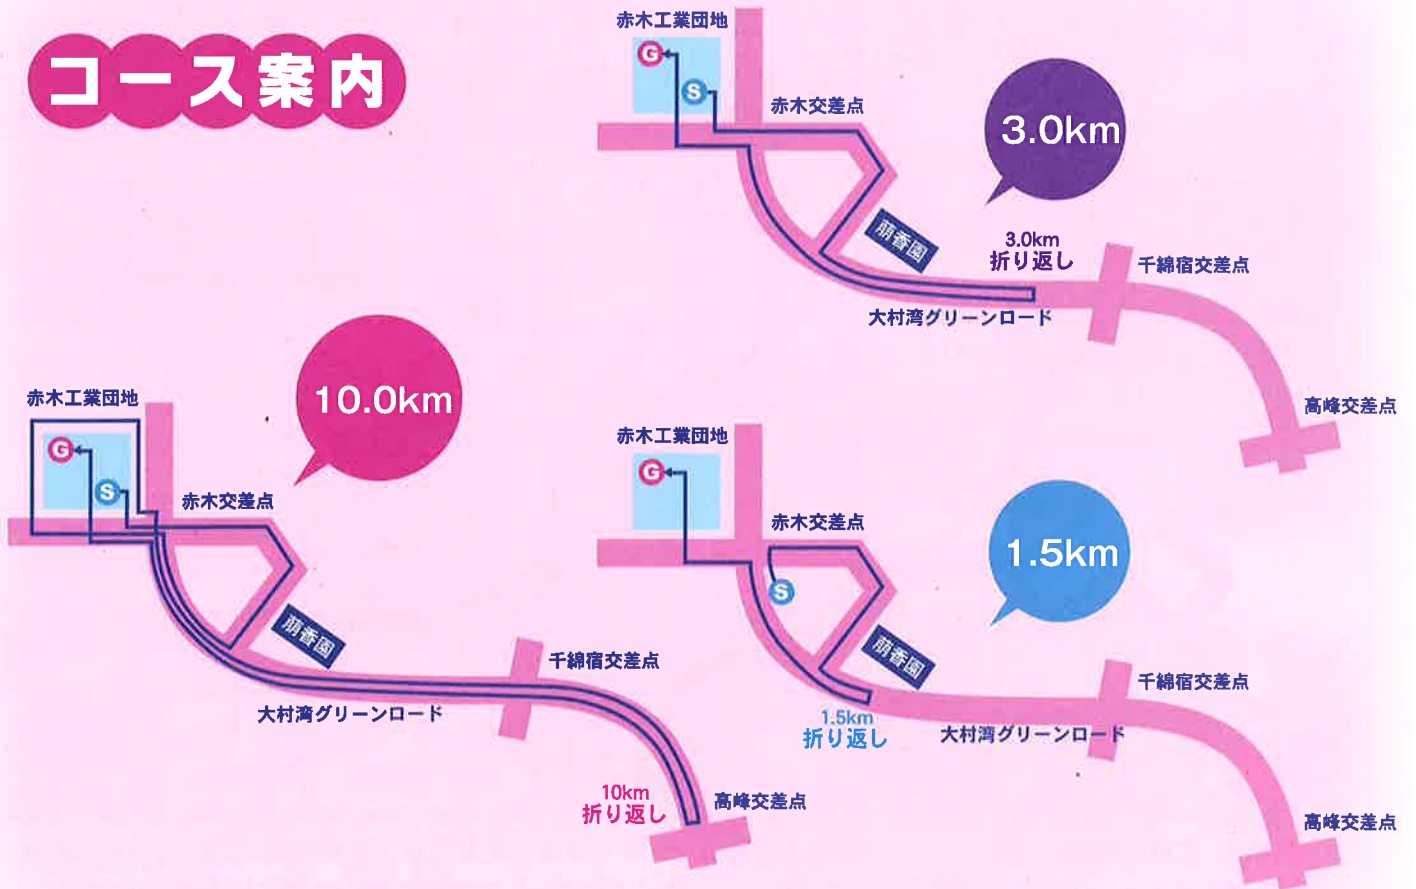 コース案内
赤木工業団地
G
S
赤木交差点
3.0km
萠香園
3.0km
折り返し
千綿宿交差点
大村湾グリーンロード
高峰交差点
赤木工業団地
10.0km
G
S
赤木交差点
萠香園
千綿宿交差点
大村湾グリーンロード
10km
折り返し
高峰交差点
赤木工業団地
G
赤木交差点
1.5km
S
萠香園
千綿宿交差点
1.5km
折り返し
大村湾グリーンロード
高峰交差点